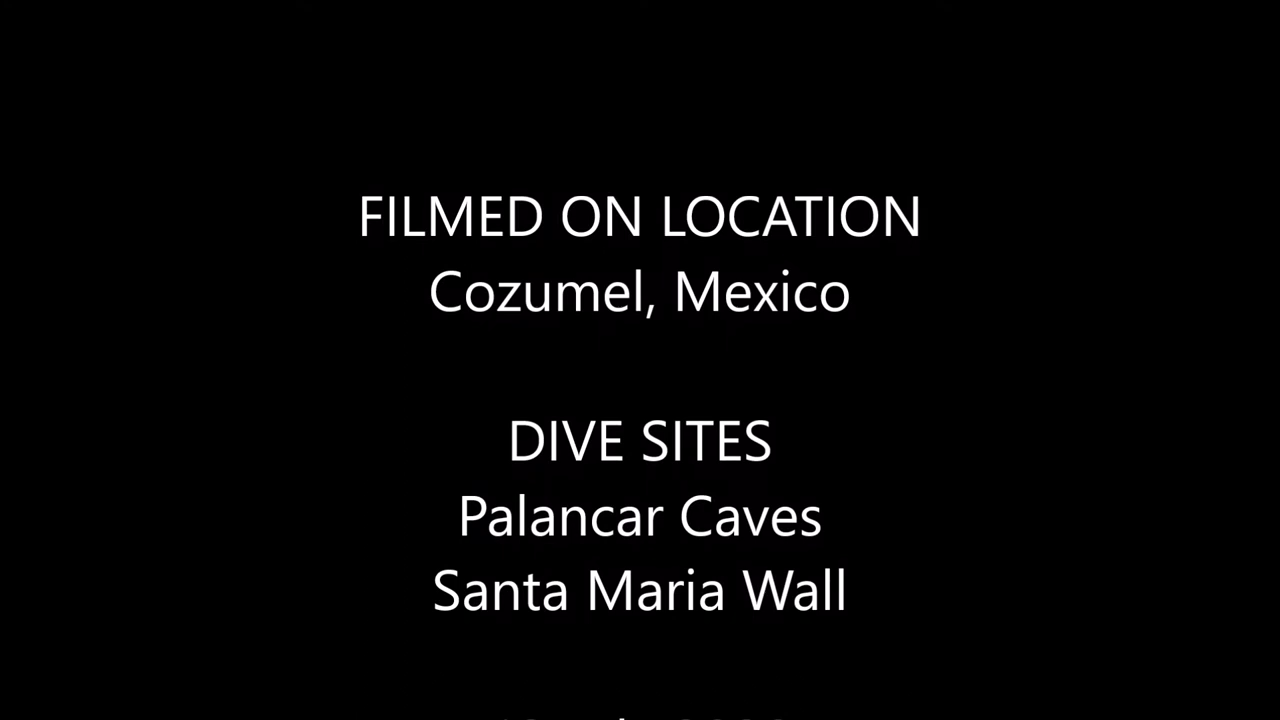 FILMED ON LOCATION
Cozumel, Mexico
DIVE SITES
Palancar Caves
Santa Maria Wall